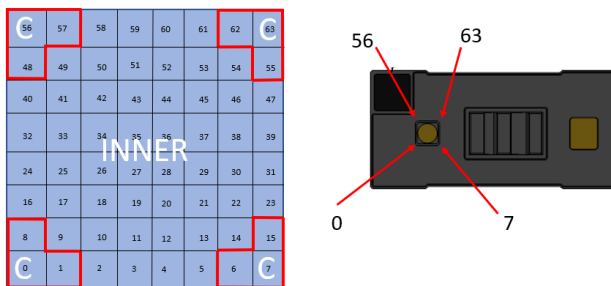 C 56 57 58 59 60 61 62 63 C
48 49 50 51 52 53 54 55
40 41 42 43 44 45 46 47
32 33 34 35 36 37 38 39
INNER
24 25 26 27 28 29 30 31
16 17 18 19 20 21 22 23
8 9 10 11 12 13 14 15
C 0 1 2 3 4 5 6 7 C
56 63
0 7